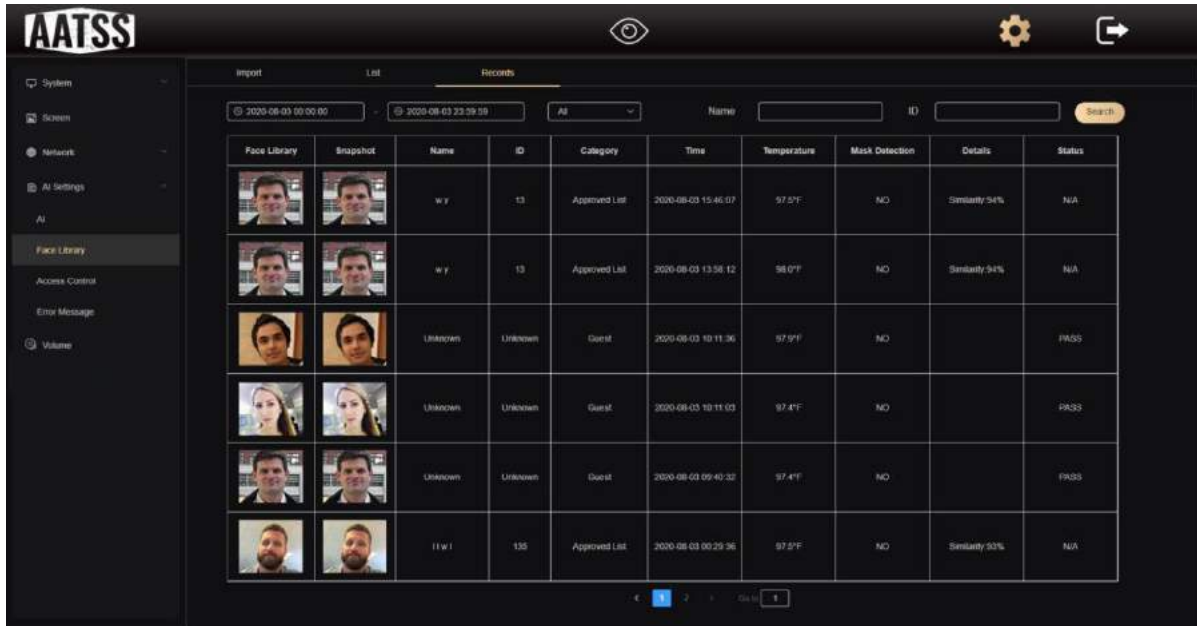 AATSS
System
Screen
Network
AI Settings
AI
Face Library
Access Control
Error Message
Volume
Import List Records
2020-08-03 00:00:00 - 2020-08-03 23:59:59 All Name ID Search
Face Library Snapshot Name ID Category Time Temperature Mask Detection Details Status
w y 13 Approved List 2020-08-03 15:46:07 97.5°F NO Similarity:94% N/A
w y 13 Approved List 2020-08-03 13:58:12 98.0°F NO Similarity:94% N/A
Unknown Unknown Guest 2020-08-03 10:11:36 97.9°F NO PASS
Unknown Unknown Guest 2020-08-03 10:11:03 97.4°F NO PASS
Unknown Unknown Guest 2020-08-03 09:40:32 97.4°F NO PASS
135 Approved List 2020-08-03 00:29:36 97.5°F NO Similarity:93% N/A
1 2 Go to 1